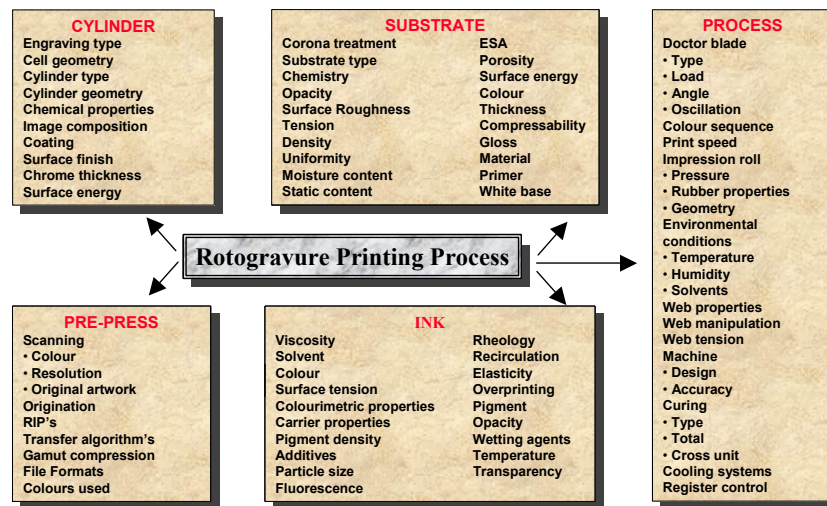 CYLINDER
Engraving type
Cell geometry
Cylinder type
Cylinder geometry
Chemical properties
Image composition
Coating
Surface finish
Chrome thickness
Surface energy
SUBSTRATE
Corona treatment
Substrate type
Chemistry
Opacity
Surface Roughness
Tension
Density
Uniformity
Moisture content
Static content
ESA
Porosity
Surface energy
Colour
Thickness
Compressability
Gloss
Material
Primer
White base
PROCESS
Doctor blade
• Type
• Load
• Angle
• Oscillation
Colour sequence
Print speed
Impression roll
• Pressure
• Rubber properties
• Geometry
Environmental
conditions
• Temperature
• Humidity
• Solvents
Web properties
Web manipulation
Web tension
Machine
• Design
• Accuracy
Curing
• Type
• Total
• Cross unit
Cooling systems
Register control
Rotogravure Printing Process
PRE-PRESS
Scanning
• Colour
• Resolution
• Original artwork
Origination
RIP's
Transfer algorithm's
Gamut compression
File Formats
Colours used
INK
Viscosity
Solvent
Colour
Surface tension
Colourimetric properties
Carrier properties
Pigment density
Additives
Particle size
Fluorescence
Rheology
Recirculation
Elasticity
Overprinting
Pigment
Opacity
Wetting agents
Temperature
Transparency